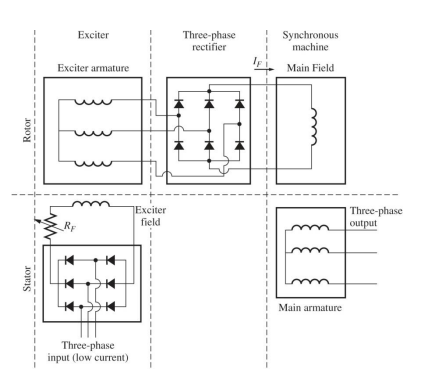 Exciter
Three-phase
rectifier
Synchronous
machine
Exciter armature
I_F
Main Field
Rotor
Exciter
field
R_F
Three-phase
output
Stator
Main armature
Three-phase
input (low current)